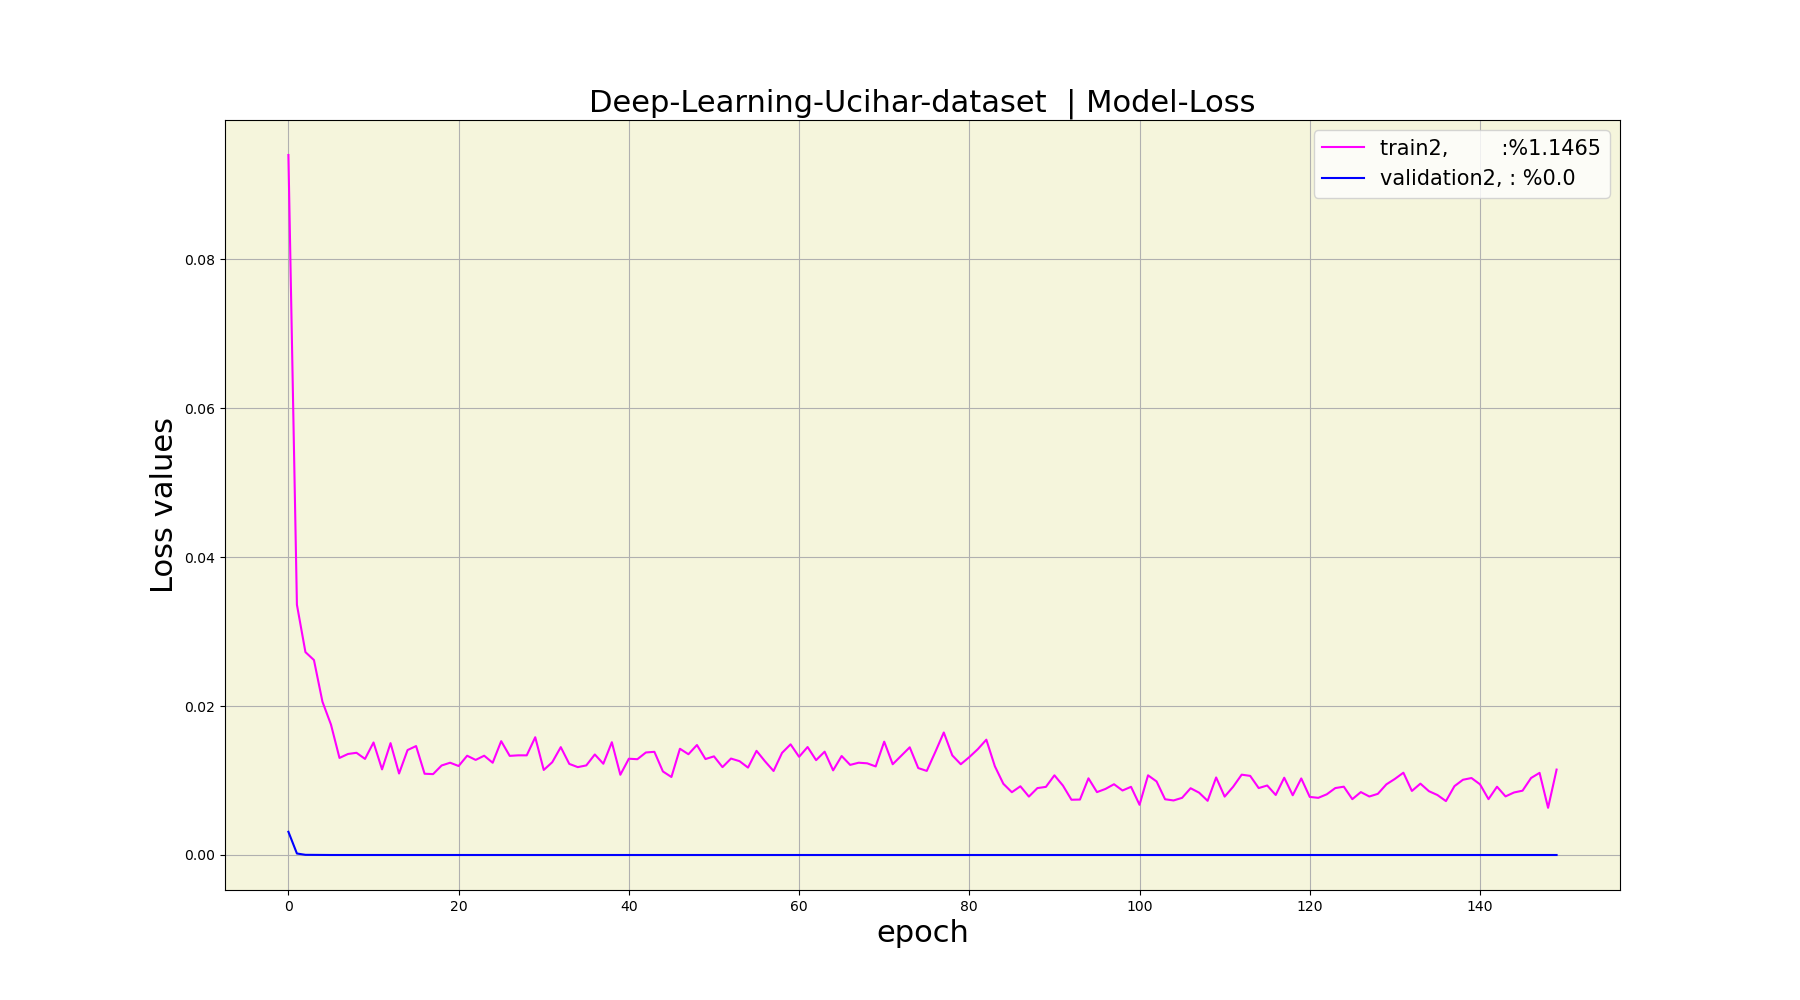 Deep-Learning-Ucihar-dataset | Model-Loss
train2, :%1.1465
validation2, : %0.0
Loss values
0.08
0.06
0.04
0.02
0.00
0 20 40 60 80 100 120 140
epoch